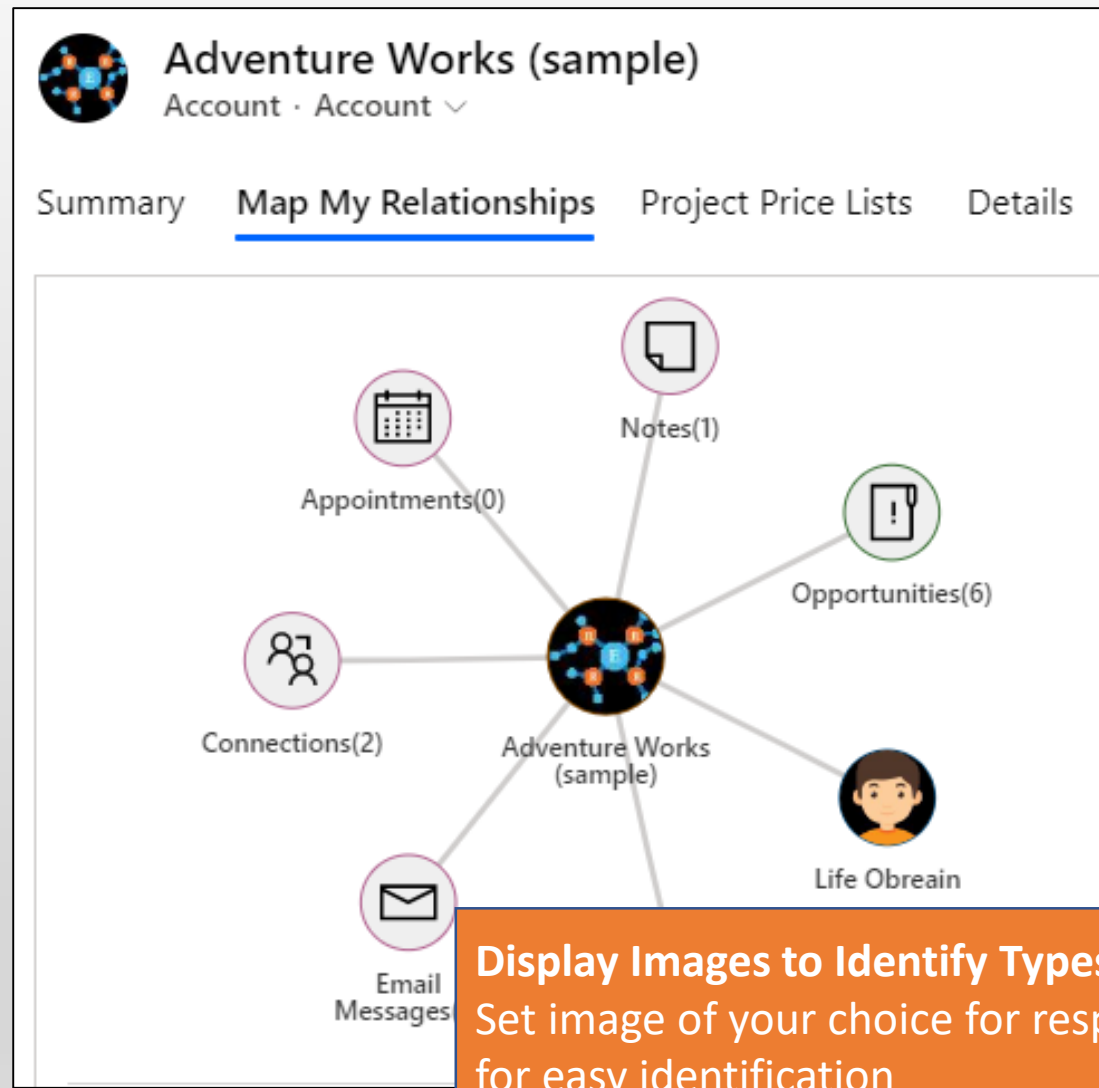 Adventure Works (sample)
Account · Account
Summary Map My Relationships Project Price Lists Details
Notes(1)
Appointments(0)
Opportunities(6)
Connections(2)
Adventure Works
(sample)
Life Obreain
Email
Messages(
Display Images to Identify Types
Set image of your choice for resp
for easy identification